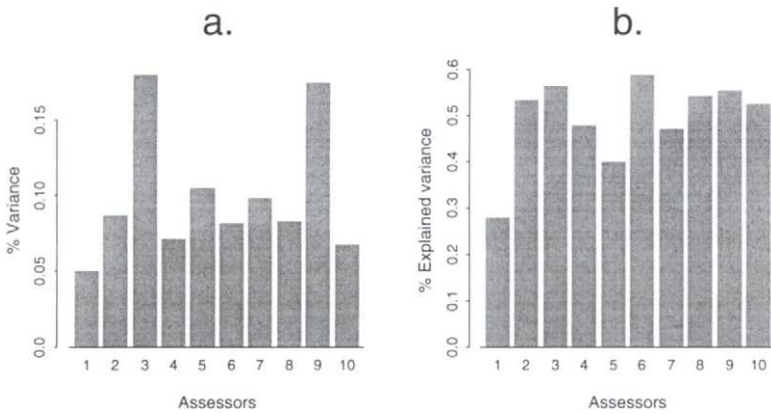 a.
% Variance
0.15
0.10
0.05
0.0
1 2 3 4 5 6 7 8 9 10
Assessors
b.
% Explained variance
0.6
0.5
0.4
0.3
0.2
0.1
0.0
1 2 3 4 5 6 7 8 9 10
Assessors